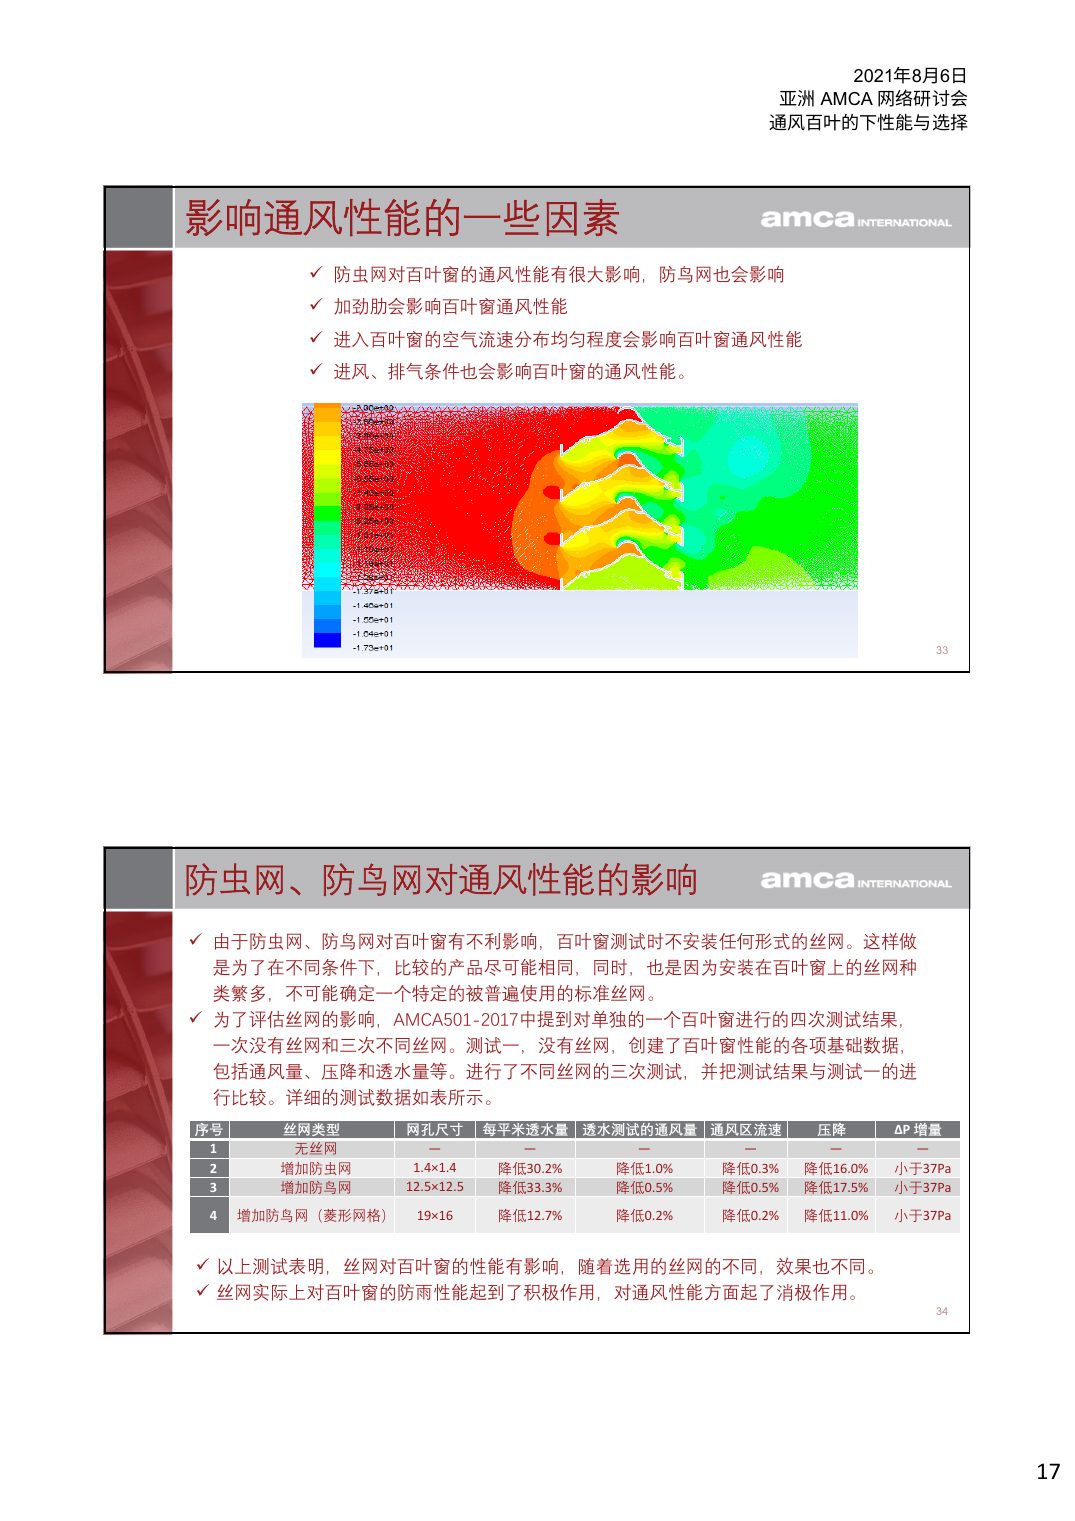 2021年8月6日
亚洲 AMCA 网络研讨会
通风百叶的下性能与选择
影响通风性能的一些因素
amca INTERNATIONAL
✓ 防虫网对百叶窗的通风性能有很大影响，防鸟网也会影响
✓ 加劲肋会影响百叶窗通风性能
✓ 进入百叶窗的空气流速分布均匀程度会影响百叶窗通风性能
✓ 进风、排气条件也会影响百叶窗的通风性能。
-1.37e+01
-1.46e+01
-1.55e+01
-1.64e+01
-1.73e+01
33
防虫网、防鸟网对通风性能的影响
amca INTERNATIONAL
✓ 由于防虫网、防鸟网对百叶窗有不利影响，百叶窗测试时不安装任何形式的丝网。这样做
是为了在不同条件下，比较的产品尽可能相同，同时，也是因为安装在百叶窗上的丝网种
类繁多，不可能确定一个特定的被普遍使用的标准丝网。
✓ 为了评估丝网的影响，AMCA501-2017中提到对单独的一个百叶窗进行的四次测试结果，
一次没有丝网和三次不同丝网。测试一，没有丝网，创建了百叶窗性能的各项基础数据，
包括通风量、压降和透水量等。进行了不同丝网的三次测试，并把测试结果与测试一的进
行比较。详细的测试数据如表所示。
序号 丝网类型 网孔尺寸 每平米透水量 透水测试的通风量 通风区流速 压降 ΔP 增量
1 无丝网 — — — — — —
2 增加防虫网 1.4×1.4 降低30.2% 降低1.0% 降低0.3% 降低16.0% 小于37Pa
3 增加防鸟网 12.5×12.5 降低33.3% 降低0.5% 降低0.5% 降低17.5% 小于37Pa
4 增加防鸟网（菱形网格） 19×16 降低12.7% 降低0.2% 降低0.2% 降低11.0% 小于37Pa
✓ 以上测试表明，丝网对百叶窗的性能有影响，随着选用的丝网的不同，效果也不同。
✓ 丝网实际上对百叶窗的防雨性能起到了积极作用，对通风性能方面起了消极作用。
34
17